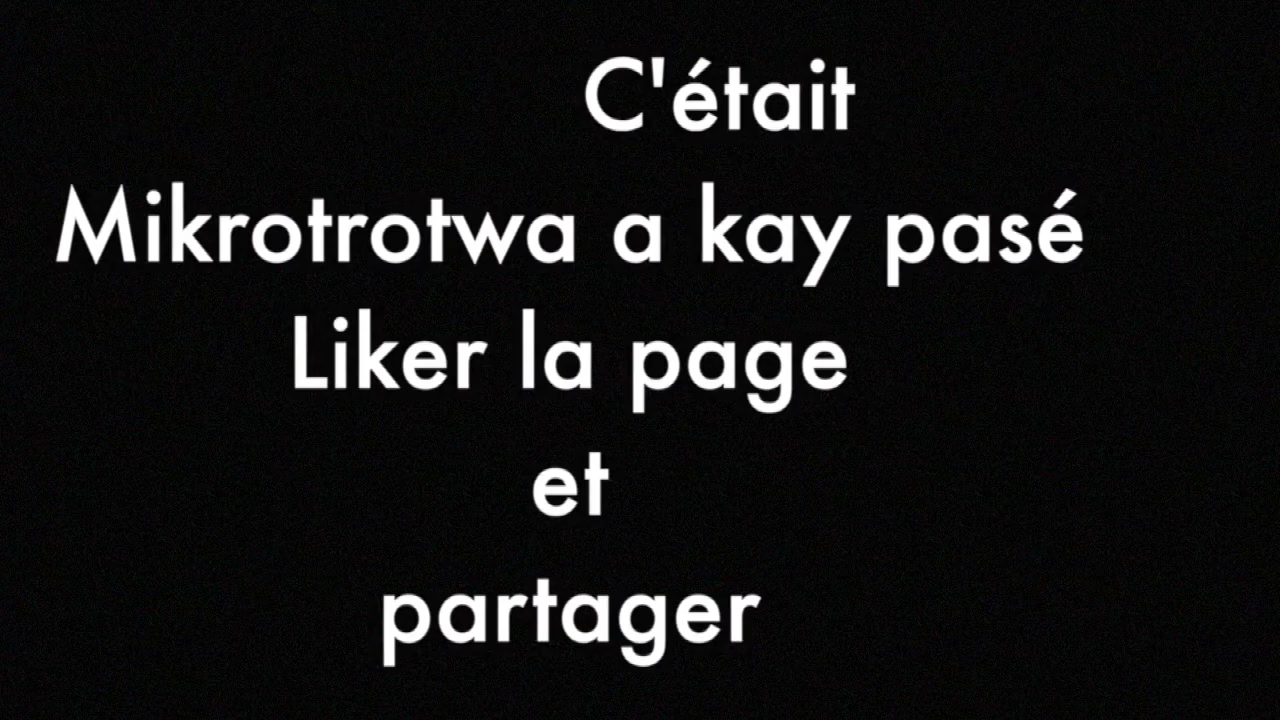 C'était
Mikrotrotwa a kay pasé
Liker la page
et
partager